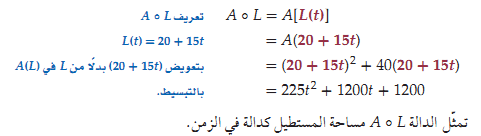 A ∘ L = A[L(t)] تعريف A ∘ L
= A(20 + 15t) L(t) = 20 + 15t
= (20 + 15t)² + 40(20 + 15t) بتعويض (20 + 15t) بدلًا من L في A(L)
= 225t² + 1200t + 1200 بالتبسيط.
تمثّل الدالة A ∘ L مساحة المستطيل كدالة في الزمن.